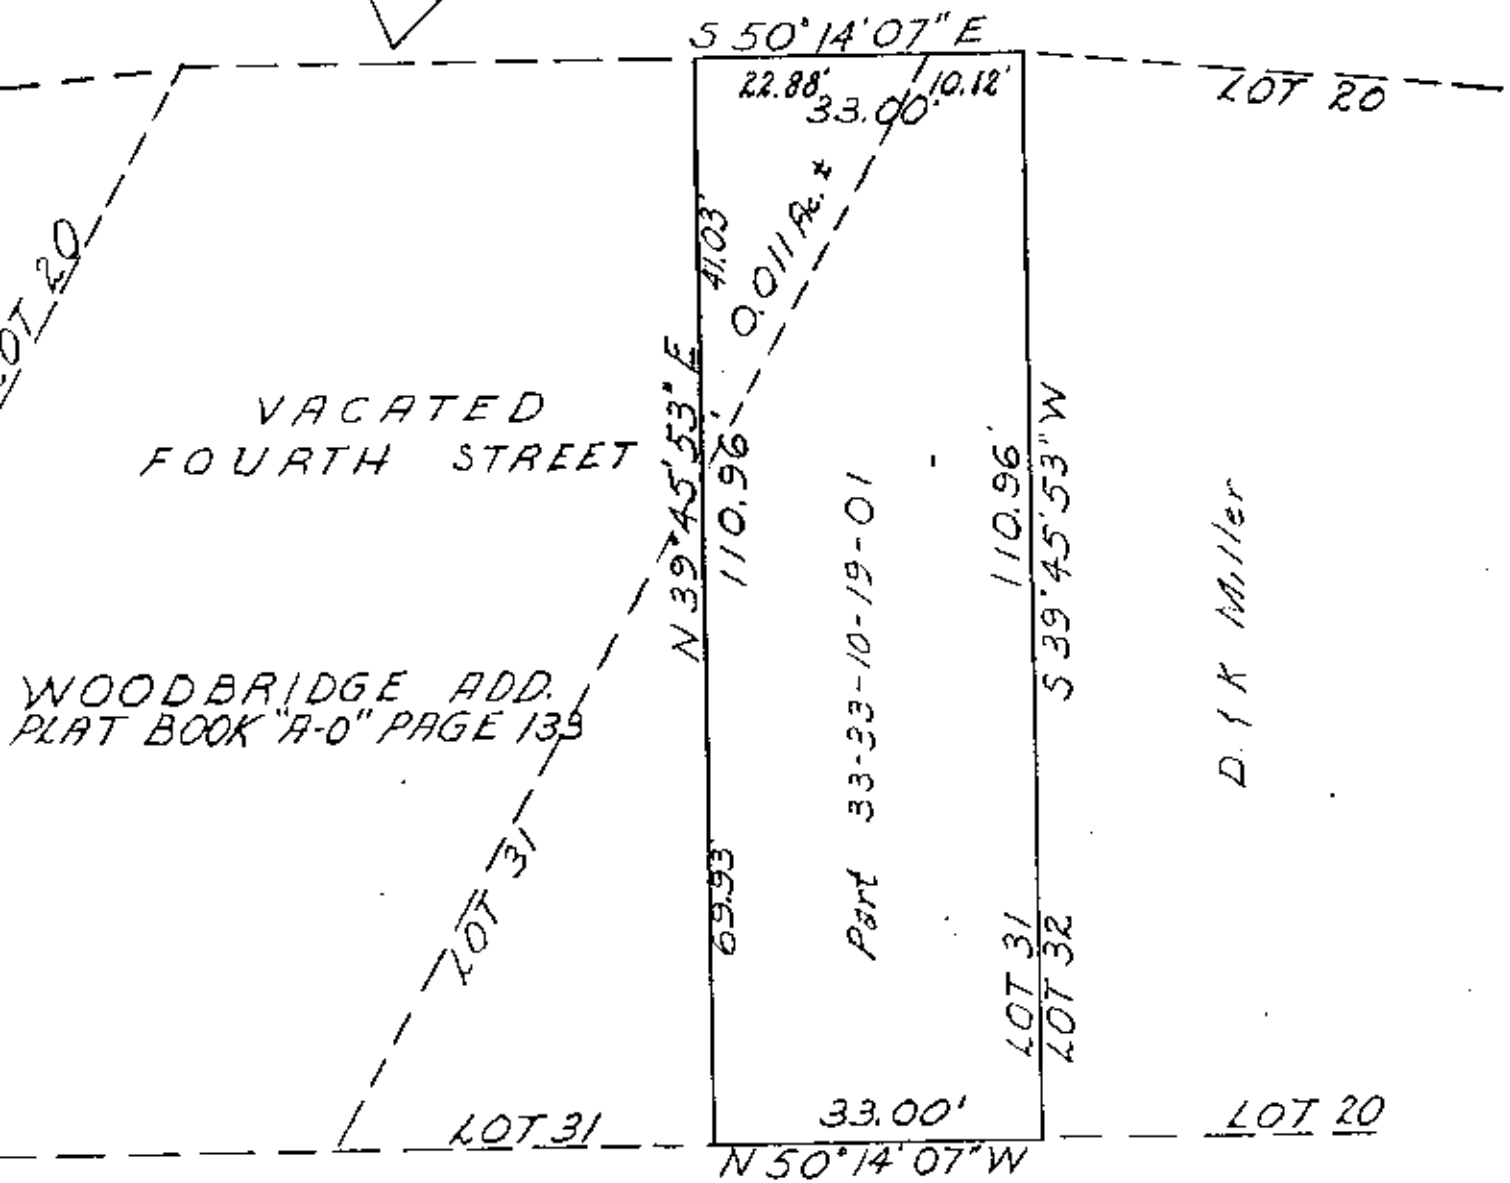 S 50°14'07" E
22.88'
10.12'
33.00'
LOT 20
41.03'
0.011 Ac. ±
LOT 20
VACATED
FOURTH STREET
N 39°45'53" E
110.96'
110.96'
S 39°45'53" W
Part 33-33-10-19-01
D. & K Miller
WOODBRIDGE ADD.
PLAT BOOK "A-0" PAGE 133
69.93'
LOT 31
LOT 31
LOT 32
LOT 31
33.00'
LOT 20
N 50°14'07" W